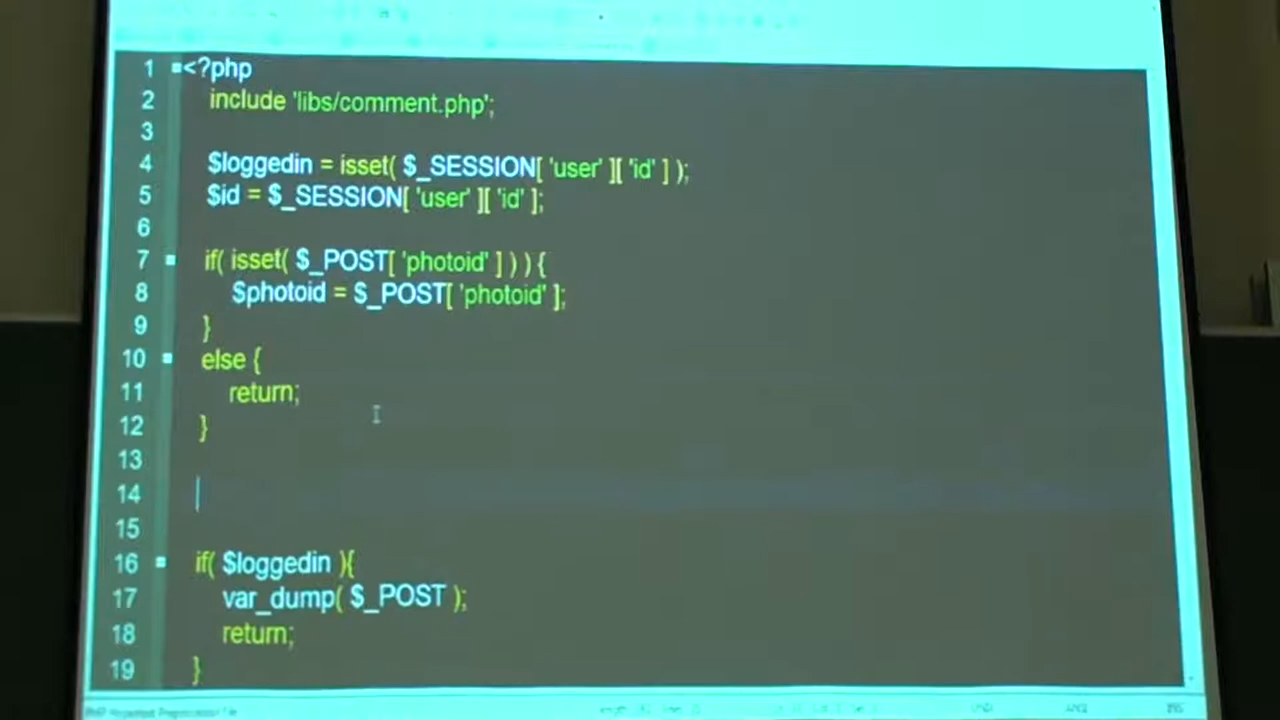 1 <?php
2 include 'libs/comment.php';
3
4 $loggedin = isset( $_SESSION[ 'user' ][ 'id' ] );
5 $id = $_SESSION[ 'user' ][ 'id' ];
6
7 if( isset( $_POST[ 'photoid' ] ) ) {
8 $photoid = $_POST[ 'photoid' ];
9 }
10 else {
11 return;
12 }
13
14
15
16 if( $loggedin ){
17 var_dump( $_POST );
18 return;
19 }